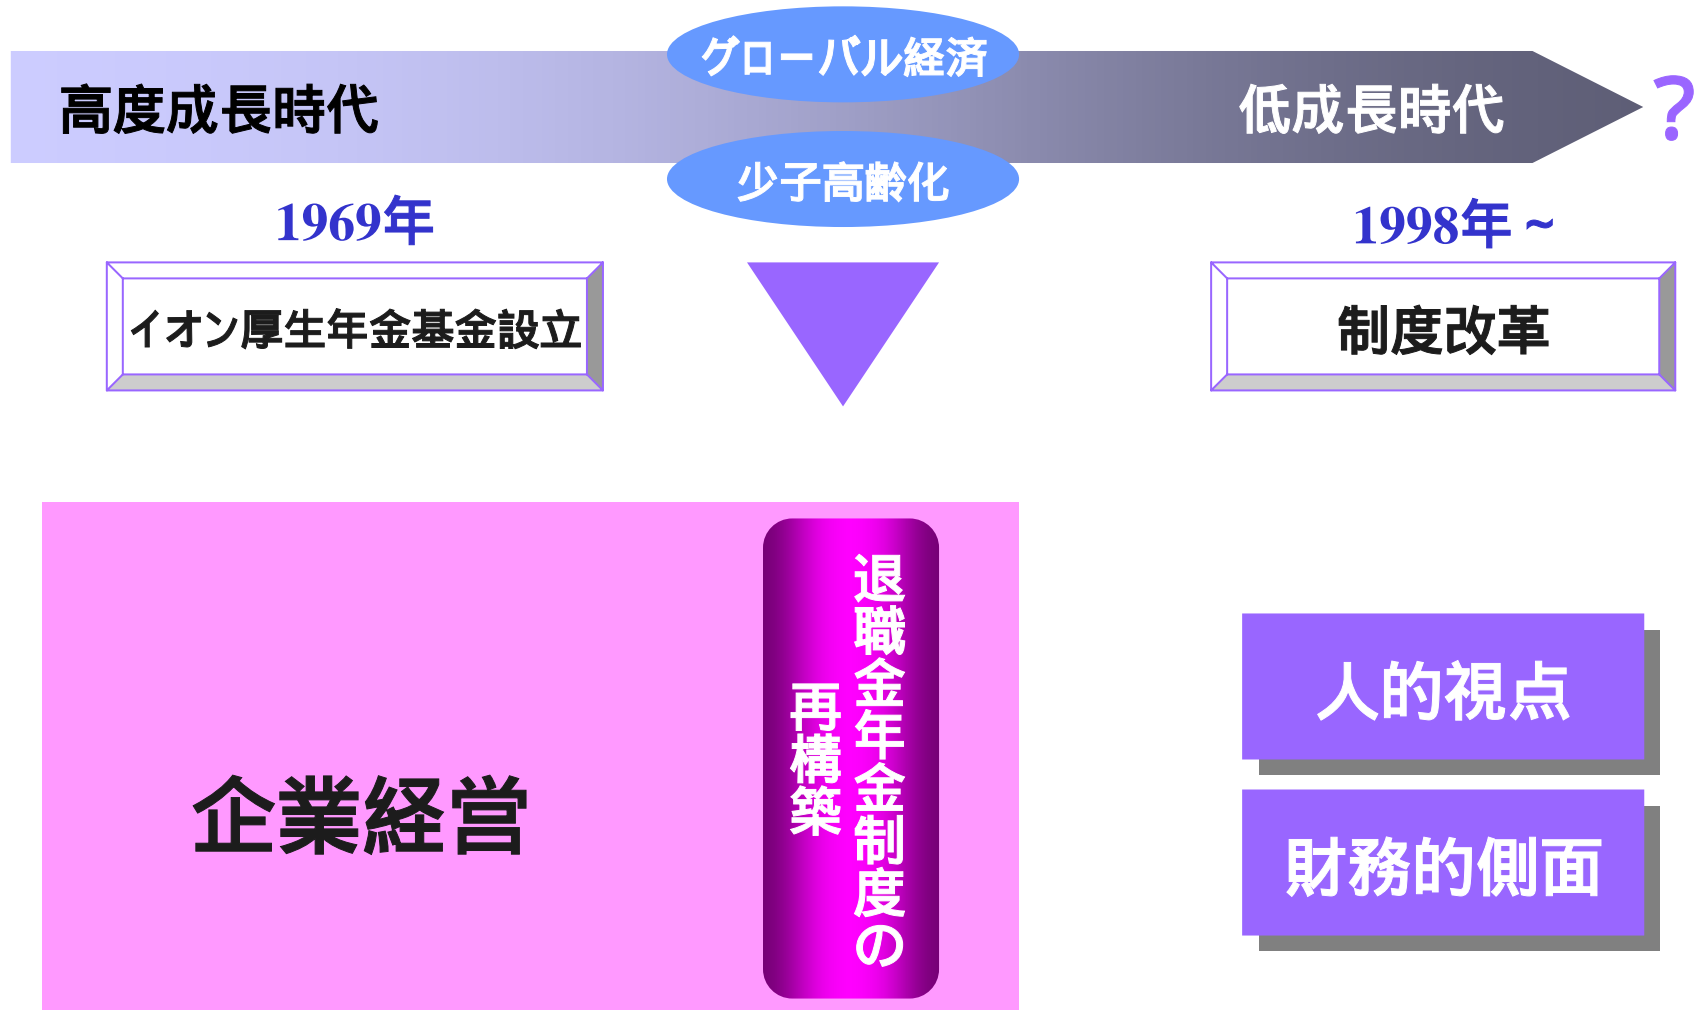 グローバル経済
高度成長時代
低成長時代
？
少子高齢化
1969年
1998年 ~
イオン厚生年金基金設立
制度改革
退職金年金制度の
再構築
企業経営
人的視点
財務的側面